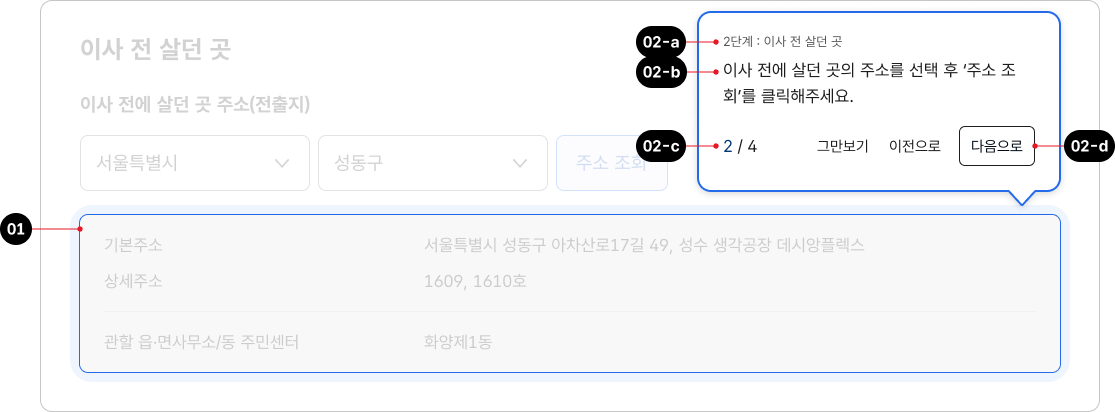 이사 전 살던 곳
이사 전에 살던 곳 주소(전출지)
서울특별시
성동구
주소 조회
02-a
2단계 : 이사 전 살던 곳
02-b
이사 전에 살던 곳의 주소를 선택 후 '주소 조
회'를 클릭해주세요.
02-c
2 / 4
그만보기
이전으로
다음으로
02-d
01
기본주소
서울특별시 성동구 아차산로17길 49, 성수 생각공장 데시앙플렉스
상세주소
1609, 1610호
관할 읍·면사무소/동 주민센터
화양제1동